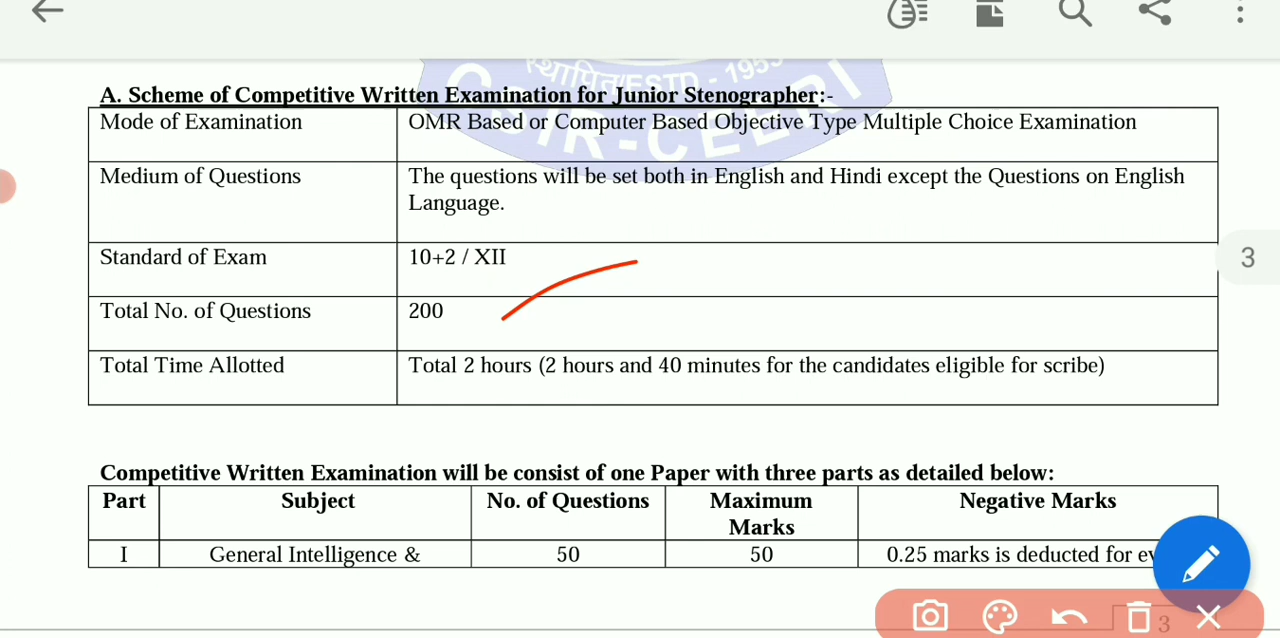 स्थापित/ESTD - 1953
CSIR-CEERI
A. Scheme of Competitive Written Examination for Junior Stenographer:-
Mode of Examination OMR Based or Computer Based Objective Type Multiple Choice Examination
Medium of Questions The questions will be set both in English and Hindi except the Questions on English
Language.
Standard of Exam 10+2 / XII
3
Total No. of Questions 200
Total Time Allotted Total 2 hours (2 hours and 40 minutes for the candidates eligible for scribe)
Competitive Written Examination will be consist of one Paper with three parts as detailed below:
Part Subject No. of Questions Maximum Negative Marks
Marks
I General Intelligence & 50 50 0.25 marks is deducted for
3